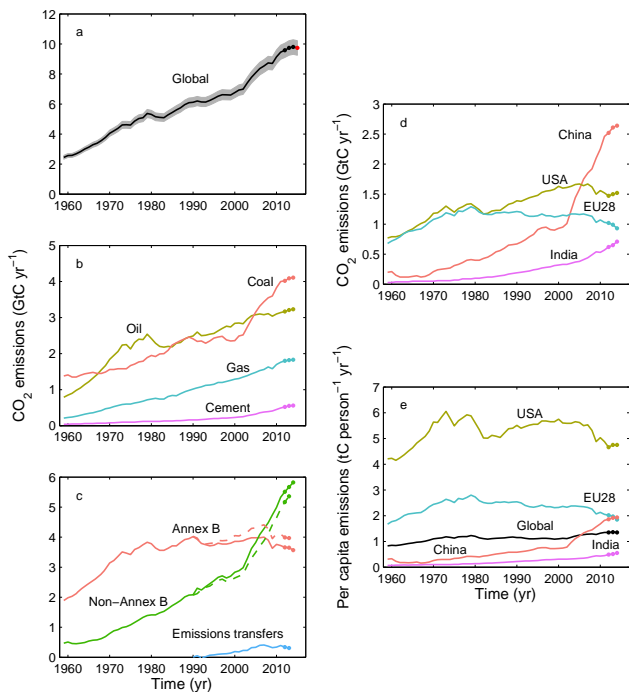 a
12
10
8
6
4
2
0
Global
1960 1970 1980 1990 2000 2010
b
5
4
3
2
1
0
Coal
Oil
Gas
Cement
1960 1970 1980 1990 2000 2010
CO2 emissions (GtC yr−1)
c
6
5
4
3
2
1
0
Annex B
Non−Annex B
Emissions transfers
1960 1970 1980 1990 2000 2010
Time (yr)
d
3
2.5
2
1.5
1
0.5
0
China
USA
EU28
India
1960 1970 1980 1990 2000 2010
CO2 emissions (GtC yr−1)
e
7
6
5
4
3
2
1
0
USA
EU28
Global
China
India
1960 1970 1980 1990 2000 2010
Time (yr)
Per capita emissions (tC person−1 yr−1)